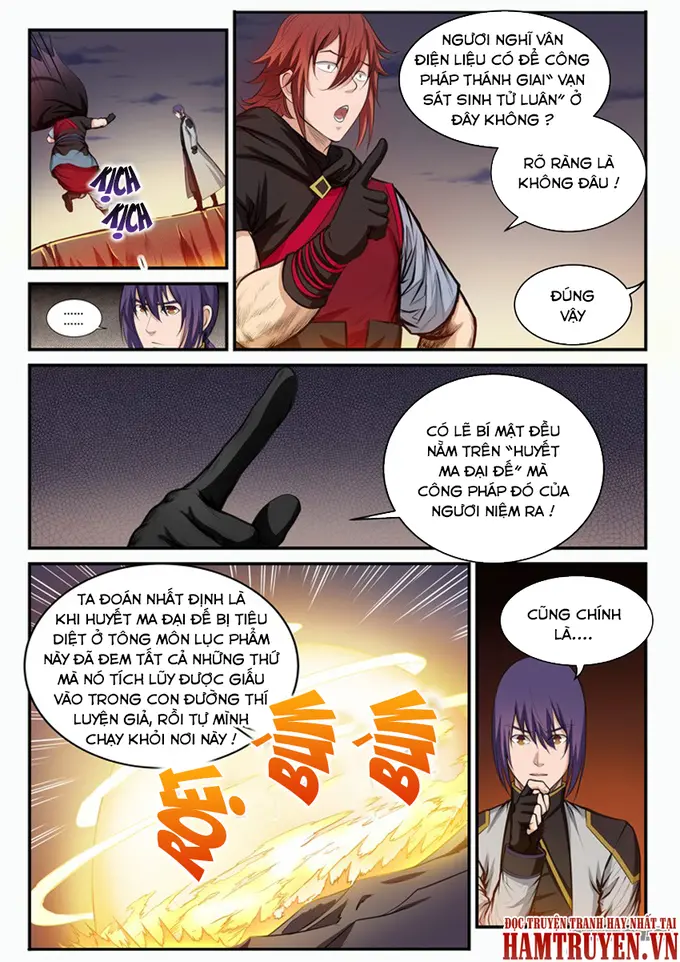 KỊCH
KỊCH
NGƯƠI NGHĨ VÂN
ĐIỆN LIỆU CÓ ĐỂ CÔNG
PHÁP THÁNH GIAI" VẠN
SÁT SINH TỬ LUÂN" Ở
ĐÂY KHÔNG ?
RÕ RÀNG LÀ
KHÔNG ĐÂU !
ĐÚNG
VẬY
......
......
CÓ LẼ BÍ MẬT ĐỀU
NẰM TRÊN "HUYẾT
MA ĐẠI ĐẾ" MÀ
CÔNG PHÁP ĐÓ CỦA
NGƯƠI NIỆM RA !
TA ĐOÁN NHẤT ĐỊNH LÀ
KHI HUYẾT MA ĐẠI ĐẾ BỊ TIÊU
DIỆT Ở TÔNG MÔN LỤC PHẨM
NÀY ĐÃ ĐEM TẤT CẢ NHỮNG THỨ
MÀ NÓ TÍCH LŨY ĐƯỢC GIẤU
VÀO TRONG CON ĐƯỜNG THÍ
LUYỆN GIẢ, RỒI TỰ MÌNH
CHẠY KHỎI NƠI NÀY !
ROẸT
BÙM
BÙM
CŨNG CHÍNH
LÀ....
ĐỌC TRUYỆN TRANH HAY NHẤT TẠI
HAMTRUYEN.VN